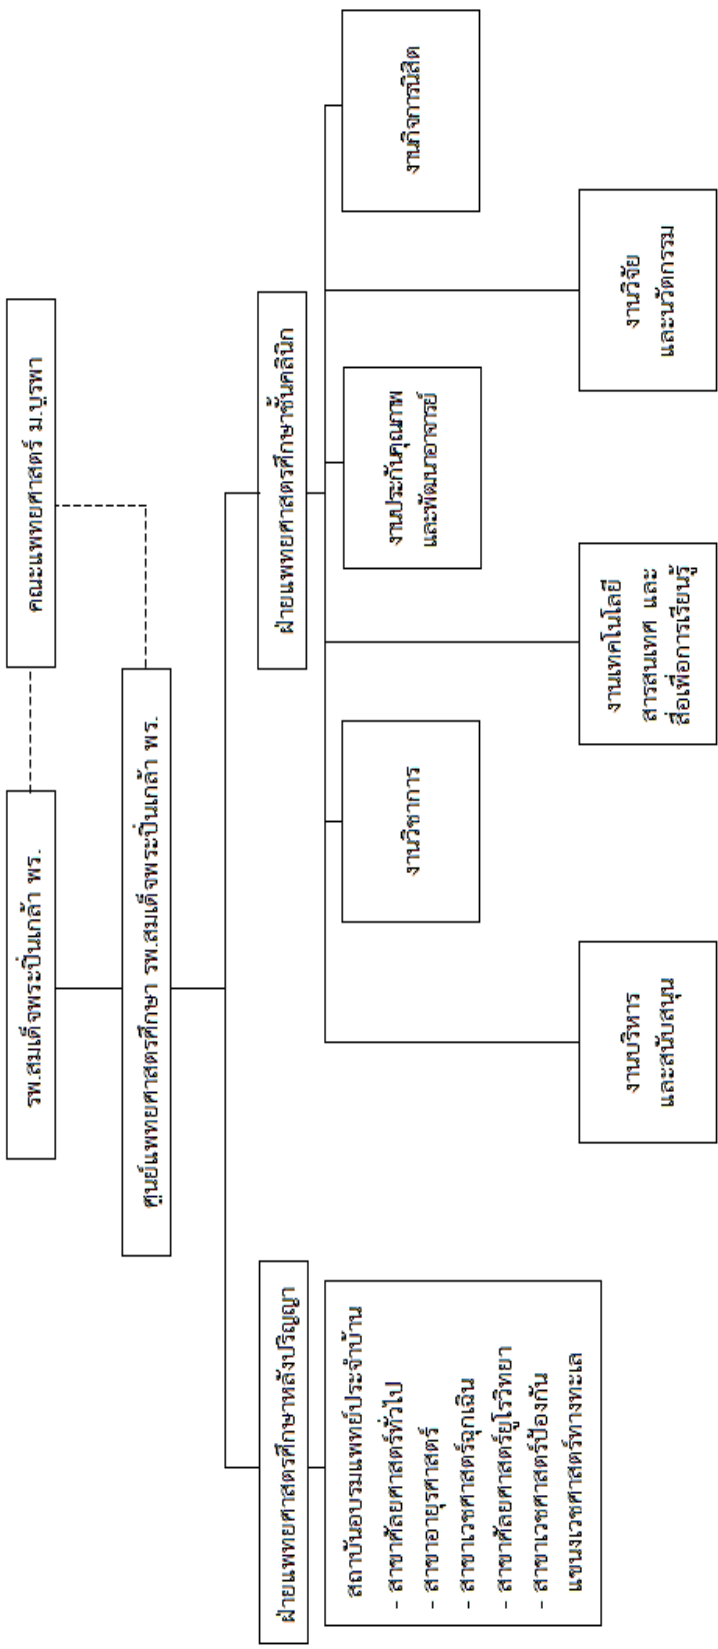 รพ.สมเด็จพระปิ่นเกล้า พร.
คณะแพทยศาสตร์ ม.บูรพา
ศูนย์แพทยศาสตรศึกษา รพ.สมเด็จพระปิ่นเกล้า พร.
ฝ่ายแพทยศาสตรศึกษาหลังปริญญา
สถาบันอบรมแพทย์ประจำบ้าน
- สาขาศัลยศาสตร์ทั่วไป
- สาขาอายุรศาสตร์
- สาขาเวชศาสตร์ฉุกเฉิน
- สาขาศัลยศาสตร์ยูโรวิทยา
- สาขาเวชศาสตร์ป้องกัน
แขนงเวชศาสตร์ทางทะเล
ฝ่ายแพทยศาสตรศึกษาชั้นคลินิก
งานบริหาร
และสนับสนุน
งานวิชาการ
งานเทคโนโลยี
สารสนเทศ และ
สื่อเพื่อการเรียนรู้
งานประกันคุณภาพ
และพัฒนาอาจารย์
งานวิจัย
และนวัตกรรม
งานกิจการนิสิต